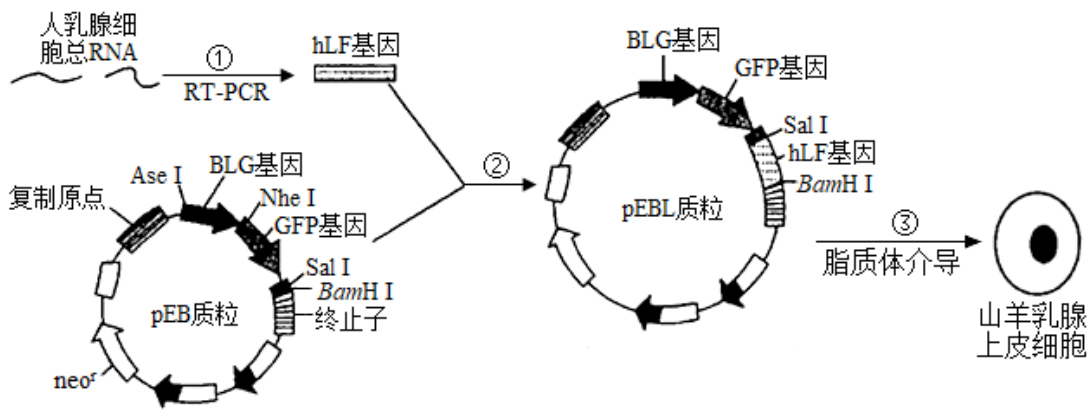 人乳腺细
胞总RNA
①
RT-PCR
hLF基因
BLG基因
GFP基因
Sal I
hLF基因
BamH I
pEBL质粒
②
③
脂质体介导
山羊乳腺
上皮细胞
复制原点
Ase I
BLG基因
Nhe I
GFP基因
Sal I
BamH I
终止子
pEB质粒
neoʳ